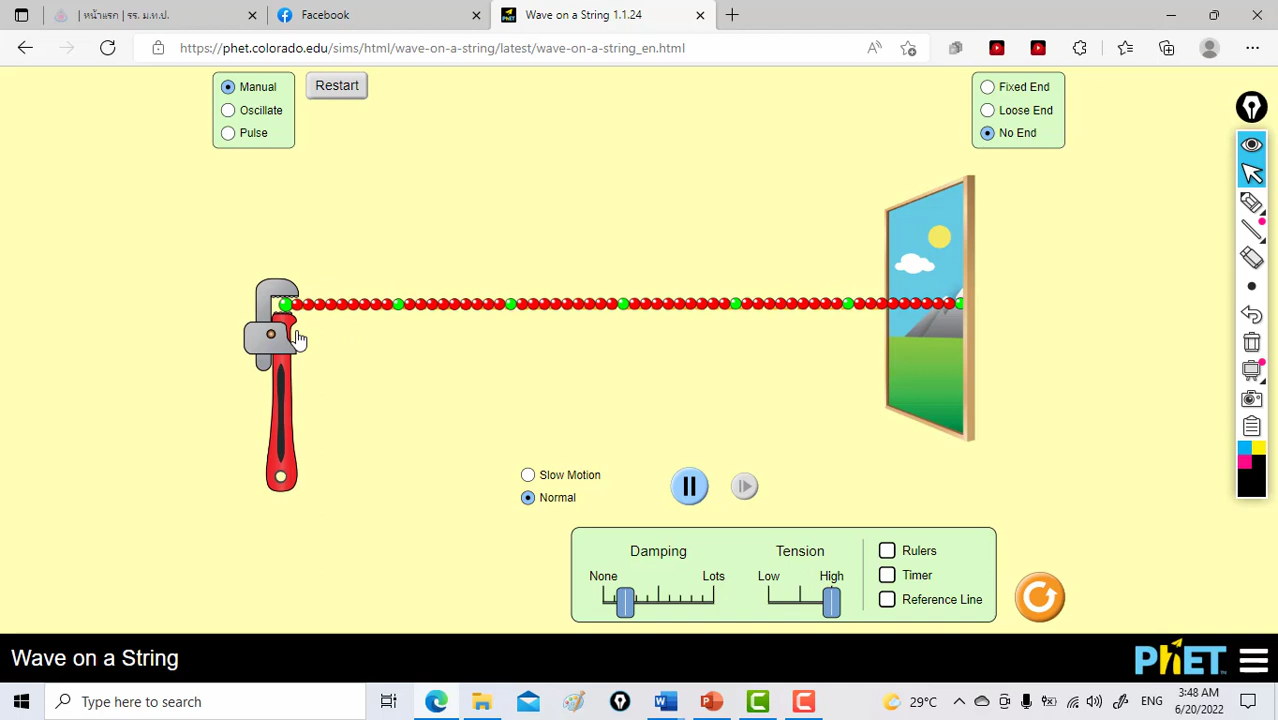 หน้าแรก | รร. ม.ท.ป.
Facebook
Wave on a String 1.1.24
https://phet.colorado.edu/sims/html/wave-on-a-string/latest/wave-on-a-string_en.html
Manual
Oscillate
Pulse
Restart
Fixed End
Loose End
No End
Slow Motion
Normal
Damping
None
Lots
Tension
Low
High
Rulers
Timer
Reference Line
Wave on a String
PhET
Type here to search
29°C
ENG
3:48 AM
6/20/2022